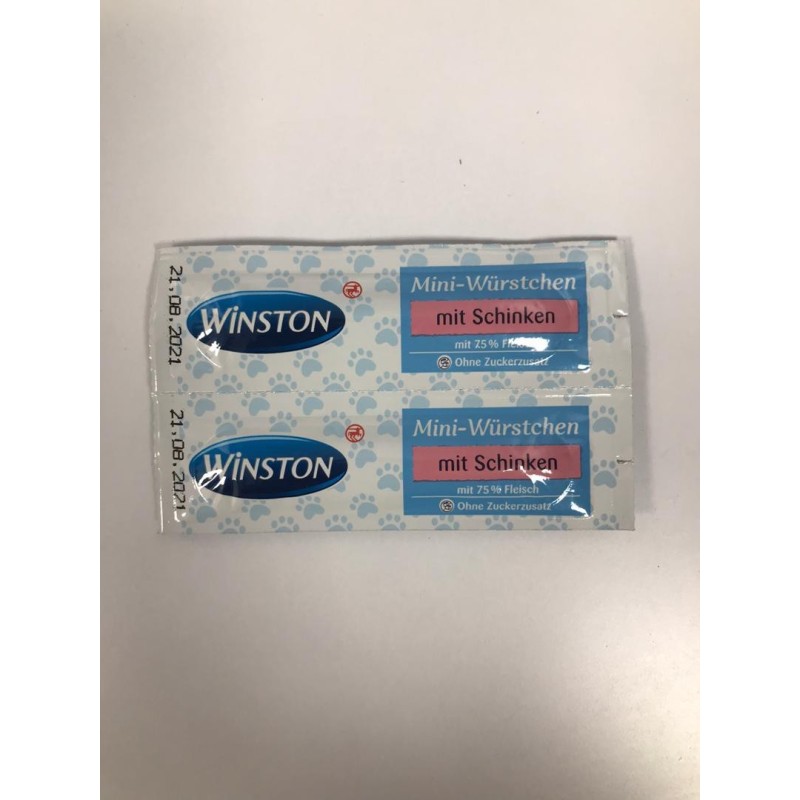 21.08.2021
WiNSTON
Mini-Würstchen
mit Schinken
mit 75% Fleisch
Ohne Zuckerzusatz
21.08.2021
WiNSTON
Mini-Würstchen
mit Schinken
mit 75% Fleisch
Ohne Zuckerzusatz